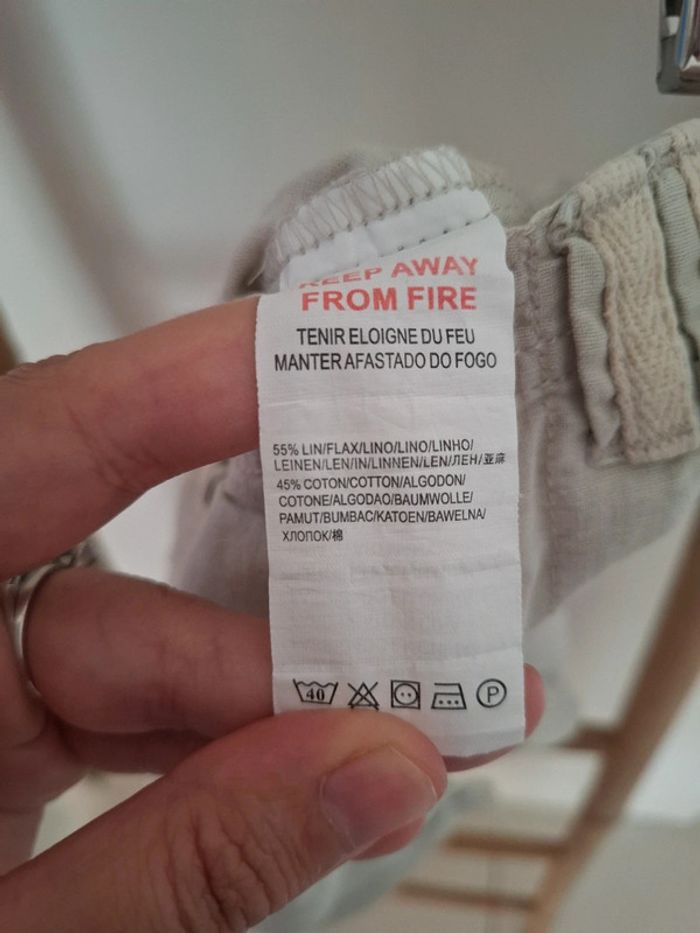 KEEP AWAY
FROM FIRE
TENIR ELOIGNE DU FEU
MANTER AFASTADO DO FOGO
55% LIN/FLAX/LINO/LINO/LINHO/
LEINEN/LEN/IN/LINNEN/LEN/ЛЕН/亚麻
45% COTON/COTTON/ALGODON/
COTONE/ALGODAO/BAUMWOLLE/
PAMUT/BUMBAC/KATOEN/BAWELNA/
ХЛОПОК/棉
40 P